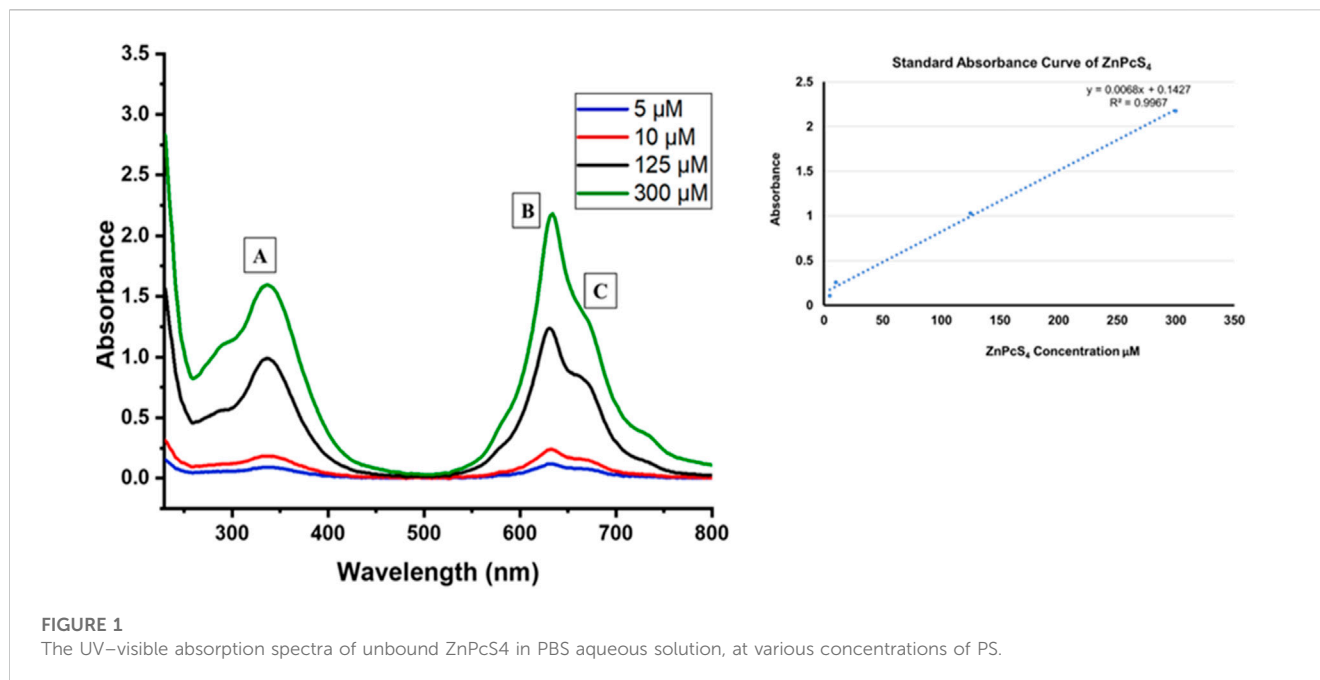 3.5
3.0
2.5
2.0
1.5
1.0
0.5
0.0
Absorbance
300
400
500
600
700
800
Wavelength (nm)
A
B
C
5 µM
10 µM
125 µM
300 µM
Standard Absorbance Curve of ZnPcS₄
y = 0.0068x + 0.1427
R² = 0.9967
2.5
2
1.5
1
0.5
0
Absorbance
0
50
100
150
200
250
300
350
ZnPcS₄ Concentration µM
FIGURE 1
The UV–visible absorption spectra of unbound ZnPcS4 in PBS aqueous solution, at various concentrations of PS.